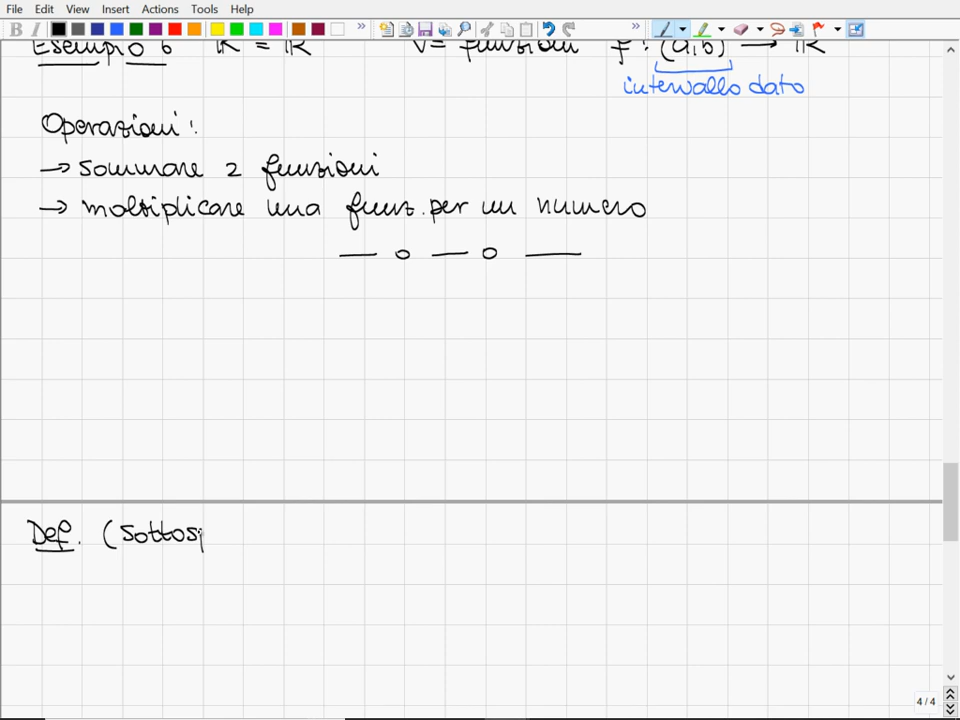 File Edit View Insert Actions Tools Help
B I
Esempio 6 K = ℝ V = funzioni f : (a,b) → ℝ
intervallo dato
Operazioni:
→ sommare 2 funzioni
→ moltiplicare una funz. per un numero
Def. (Sottosp
4 / 4